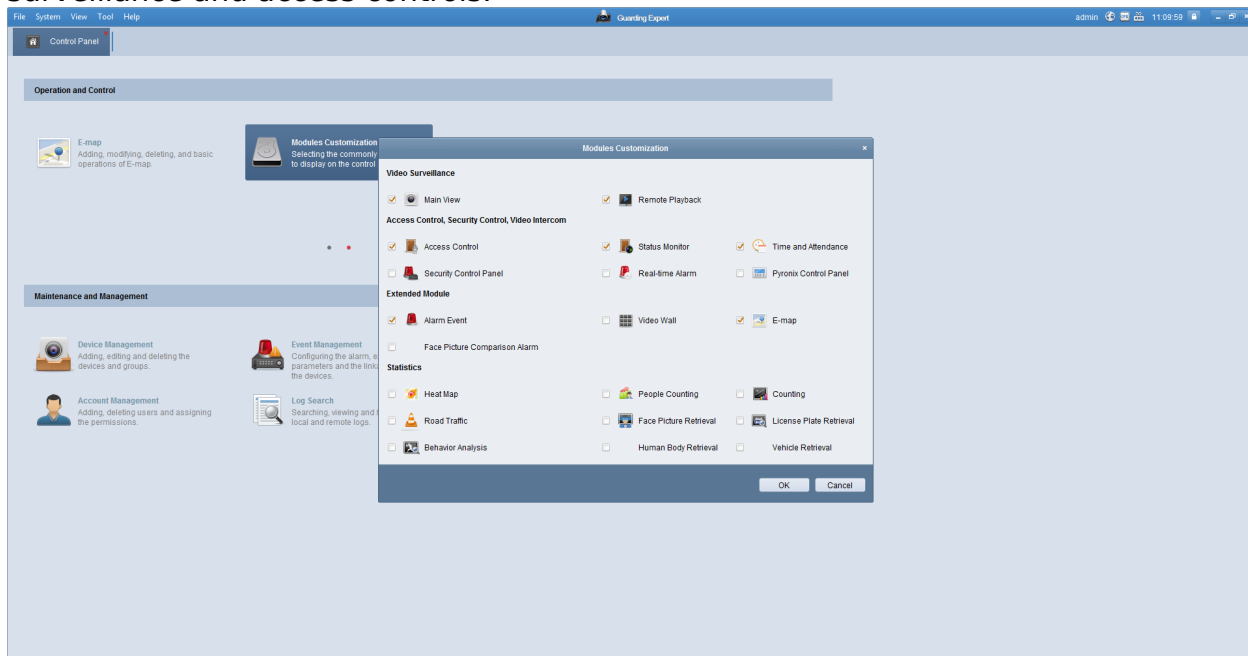 surveillance and access controls.
File System View Tool Help
Guarding Expert
admin 11:09:59
Control Panel
Operation and Control
E-map
Adding, modifying, deleting, and basic
operations of E-map.
Modules Customization
Selecting the commonly
to display on the control
Modules Customization
Video Surveillance
Main View
Remote Playback
Access Control, Security Control, Video Intercom
Access Control
Status Monitor
Time and Attendance
Security Control Panel
Real-time Alarm
Pyronix Control Panel
Extended Module
Alarm Event
Video Wall
E-map
Face Picture Comparison Alarm
Statistics
Heat Map
People Counting
Counting
Road Traffic
Face Picture Retrieval
License Plate Retrieval
Behavior Analysis
Human Body Retrieval
Vehicle Retrieval
OK
Cancel
Maintenance and Management
Device Management
Adding, editing and deleting the
devices and groups.
Event Management
Configuring the alarm,
parameters and the
the devices.
Account Management
Adding, deleting users and assigning
the permissions.
Log Search
Searching, viewing and
local and remote logs.